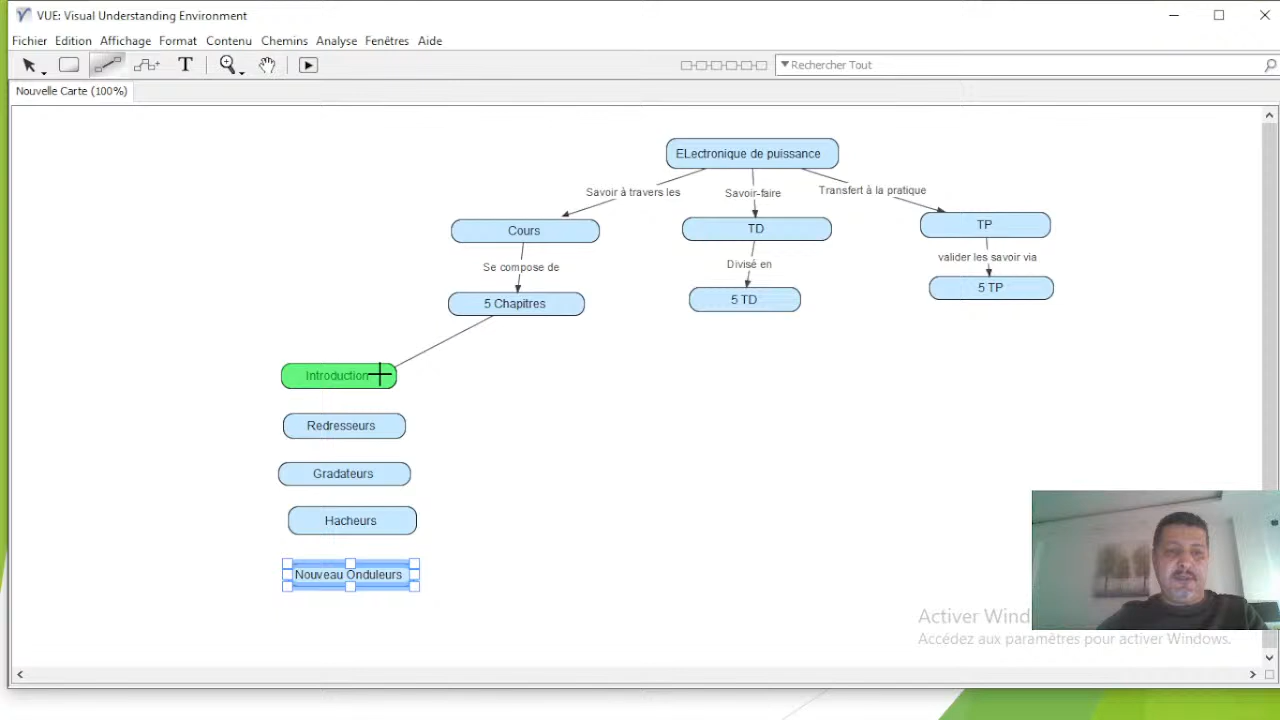 VUE: Visual Understanding Environment
Fichier Edition Affichage Format Contenu Chemins Analyse Fenêtres Aide
T
Rechercher Tout
Nouvelle Carte (100%)
ELectronique de puissance
Savoir à travers les
Savoir-faire
Transfert à la pratique
Cours
TD
TP
Se compose de
Divisé en
valider les savoir via
5 Chapitres
5 TD
5 TP
Introduction
Redresseurs
Gradateurs
Hacheurs
Nouveau Onduleurs
Activer Wind
Accédez aux paramètres pour activer Windows.